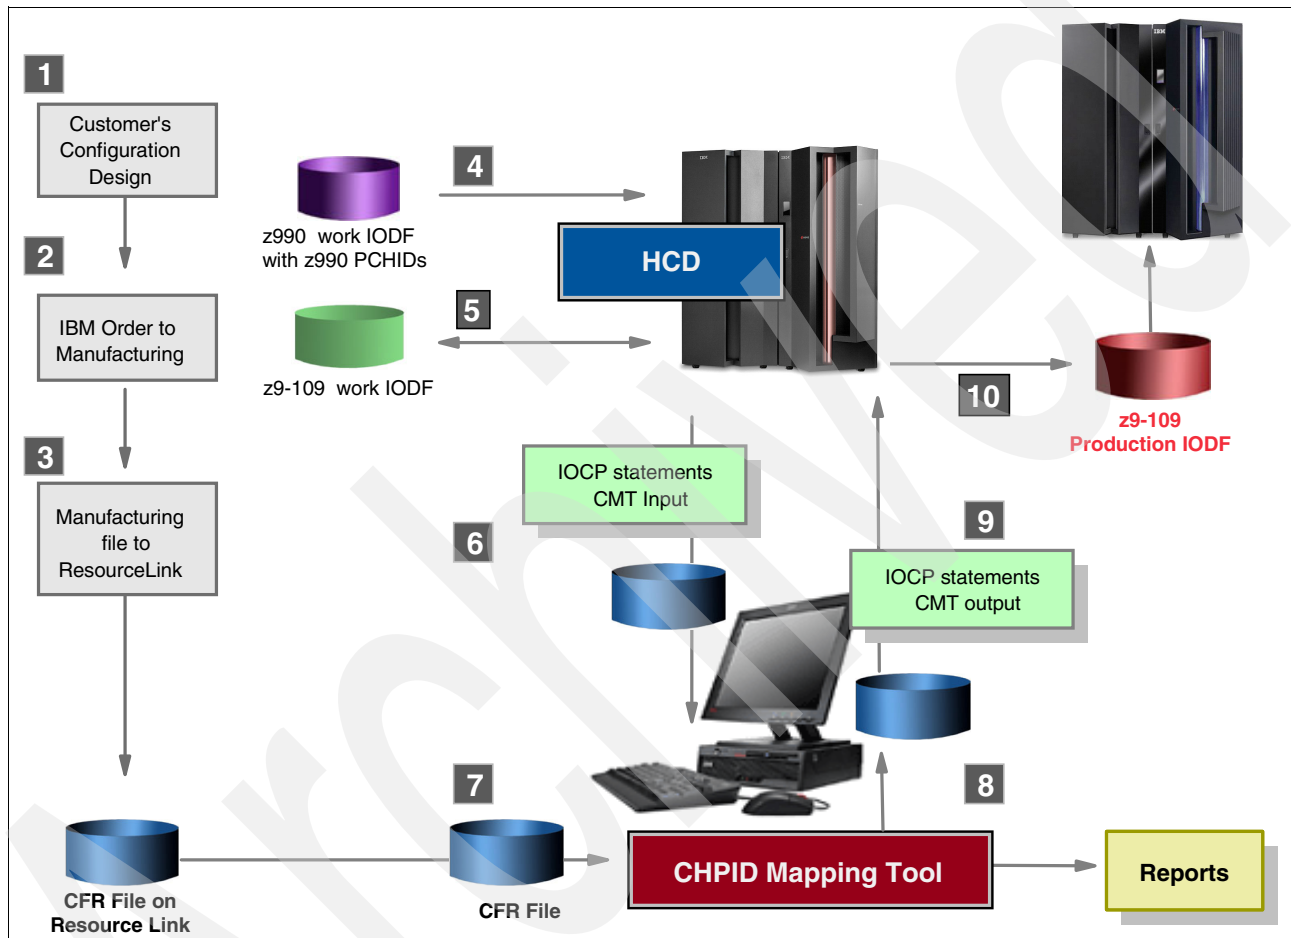 1
Customer's
Configuration
Design
2
IBM Order to
Manufacturing
3
Manufacturing
file to
ResourceLink
CFR File on
Resource Link
z990 work IODF
with z990 PCHIDs
4
z9-109 work IODF
5
HCD
IOCP statements
CMT Input
6
7
CFR File
CHPID Mapping Tool
8
Reports
9
IOCP statements
CMT output
10
z9-109
Production IODF
Archived